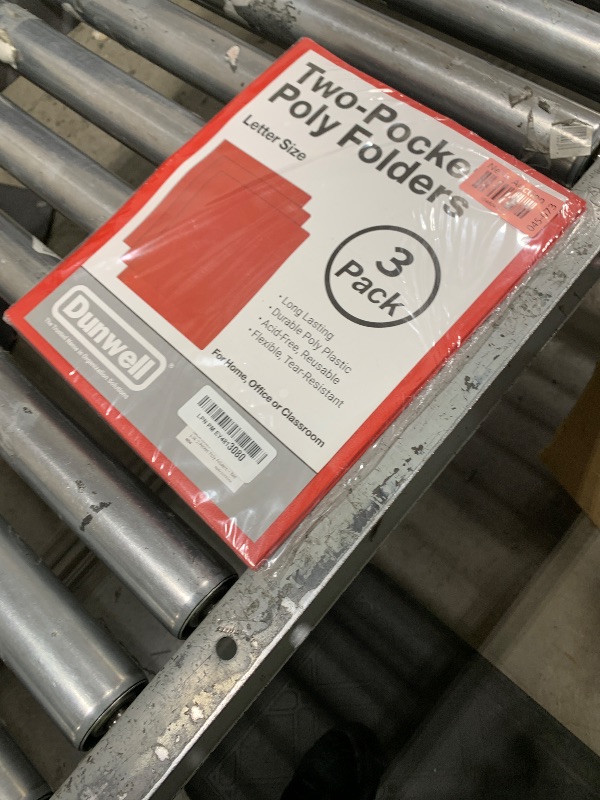 Two-Pocke
Poly Folders
Letter Size
3
Pack
• Long Lasting
• Durable Poly Plastic
• Acid-Free, Reusable
• Flexible, Tear-Resistant
For Home, Office or Classroom
Dunwell®